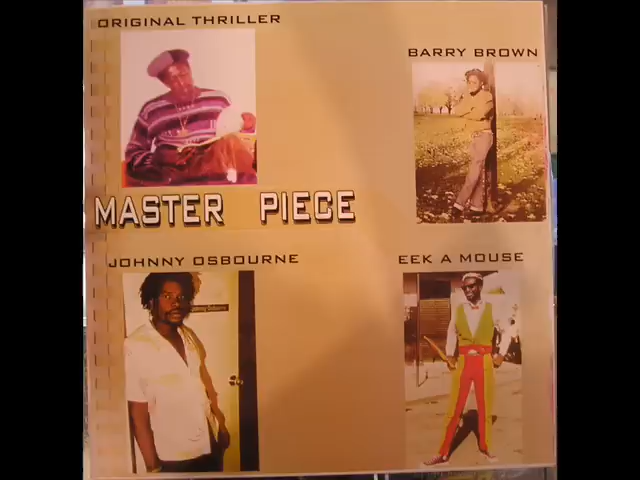 ORIGINAL THRILLER
BARRY BROWN
MASTER PIECE
JOHNNY OSBOURNE
EEK A MOUSE